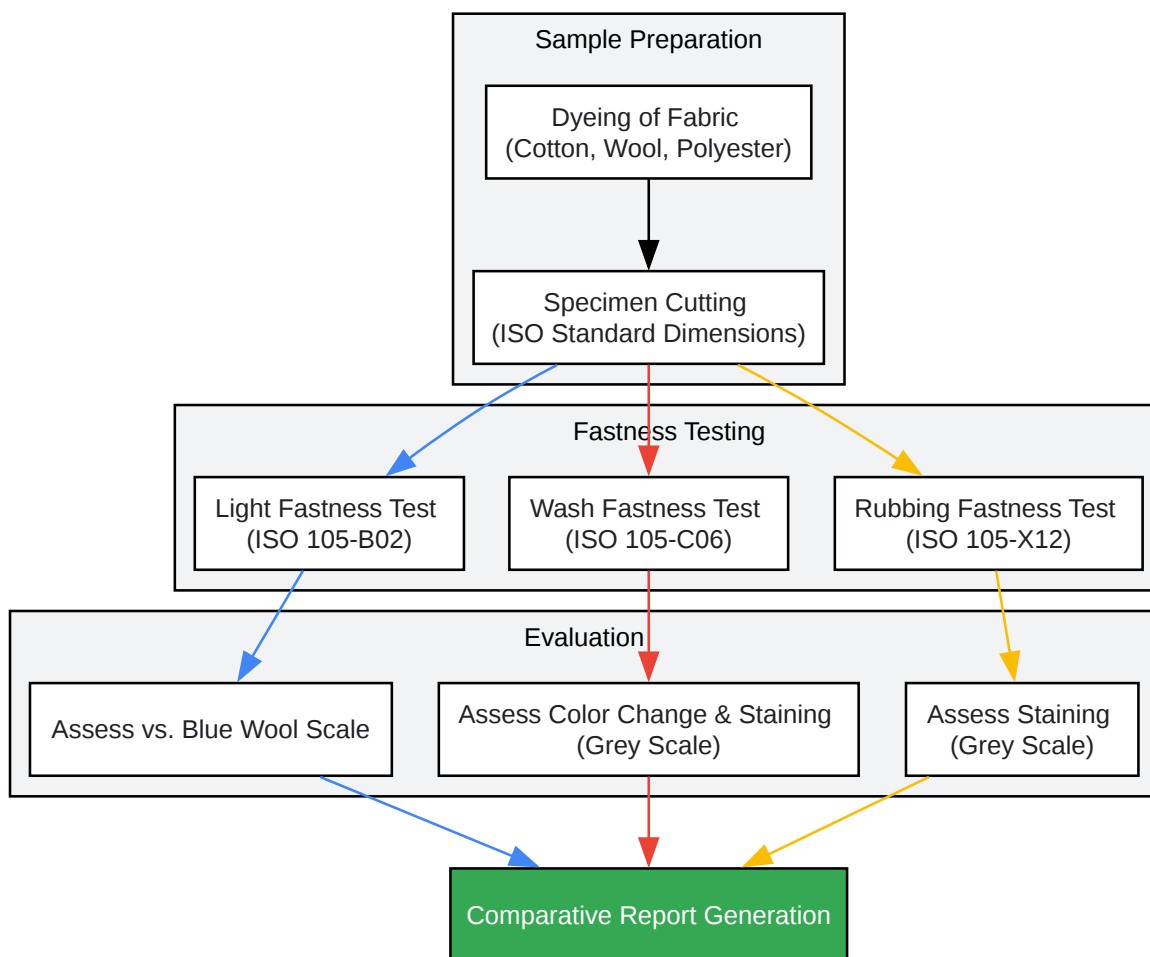 Sample Preparation
Dyeing of Fabric
(Cotton, Wool, Polyester)
Specimen Cutting
(ISO Standard Dimensions)
Fastness Testing
Light Fastness Test
(ISO 105-B02)
Wash Fastness Test
(ISO 105-C06)
Rubbing Fastness Test
(ISO 105-X12)
Evaluation
Assess vs. Blue Wool Scale
Assess Color Change & Staining
(Grey Scale)
Assess Staining
(Grey Scale)
Comparative Report Generation